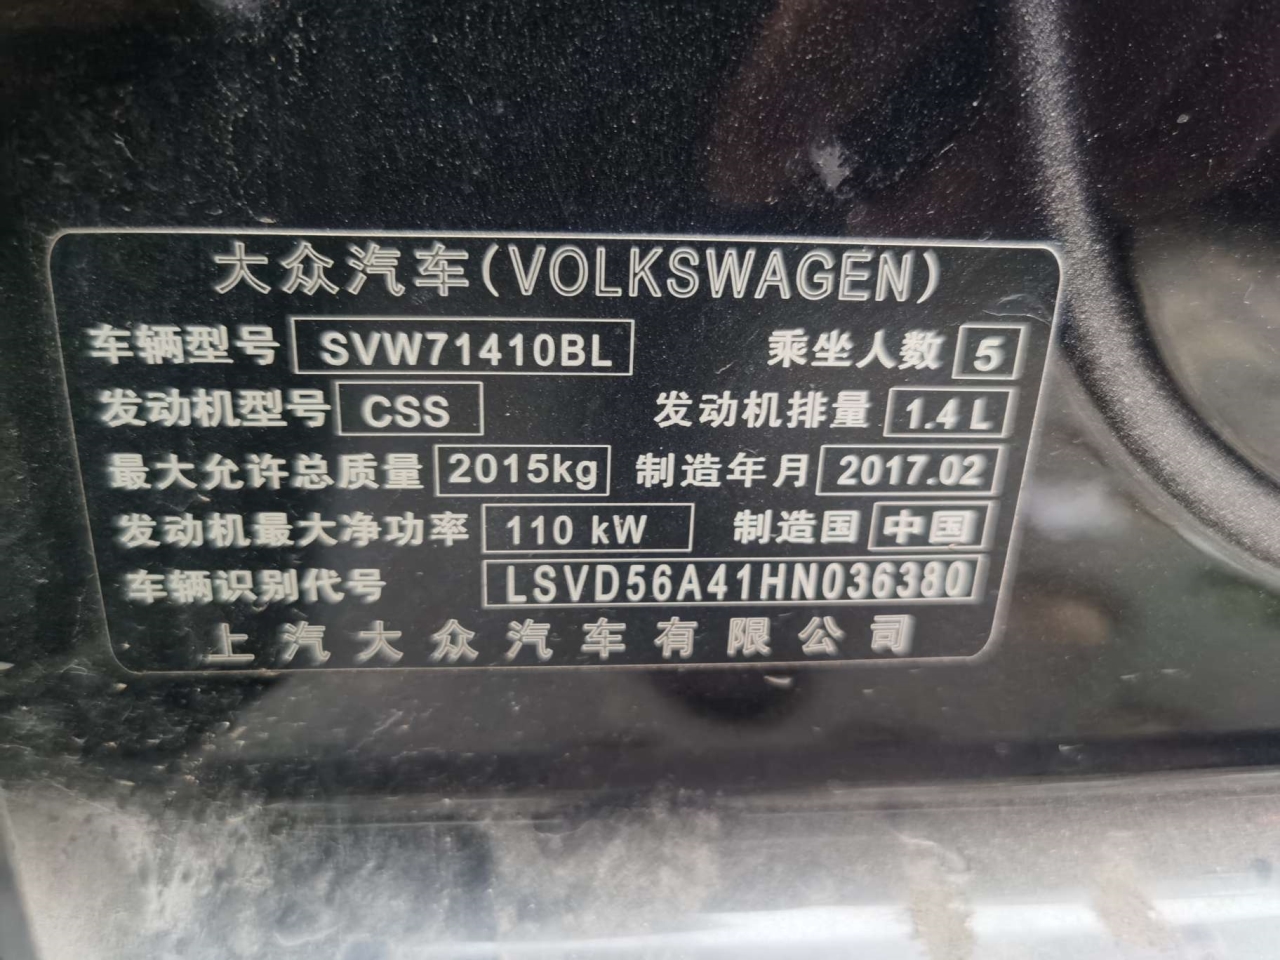 大众汽车(VOLKSWAGEN)
车辆型号 SVW71410BL 乘坐人数 5
发动机型号 CSS 发动机排量 1.4 L
最大允许总质量 2015kg 制造年月 2017.02
发动机最大净功率 110 kW 制造国 中国
车辆识别代号 LSVD56A41HN036380
上汽大众汽车有限公司